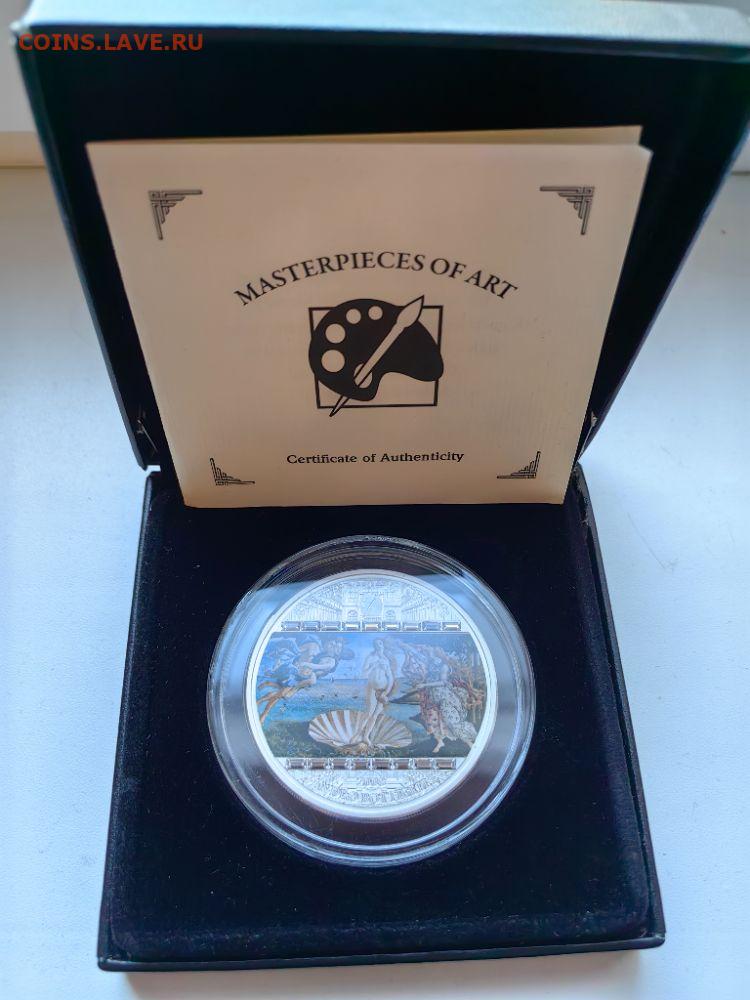 COINS.LAVE.RU
MASTERPIECES OF ART
Certificate of Authenticity